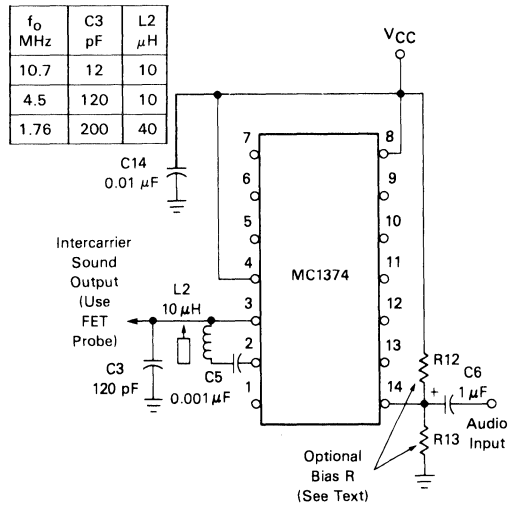 fo MHz C3 pF L2 μH
10.7 12 10
4.5 120 10
1.76 200 40
VCC
C14
0.01 μF
7
6
5
4
3
2
1
8
9
10
11
12
13
14
MC1374
Intercarrier
Sound
Output
(Use
FET
Probe)
L2
10 μH
C3
120 pF
C5
0.001 μF
R12
C6
+
1 μF
R13
Audio
Input
Optional
Bias R
(See Text)